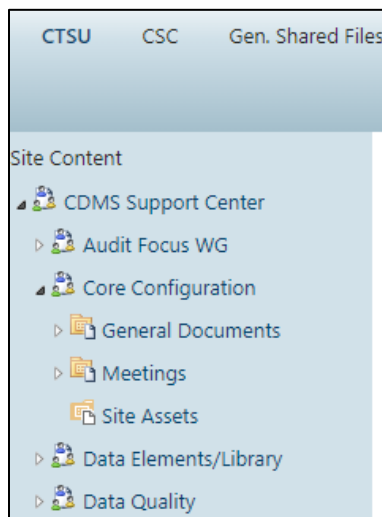 CTSU CSC Gen. Shared Files
Site Content
CDMS Support Center
Audit Focus WG
Core Configuration
General Documents
Meetings
Site Assets
Data Elements/Library
Data Quality